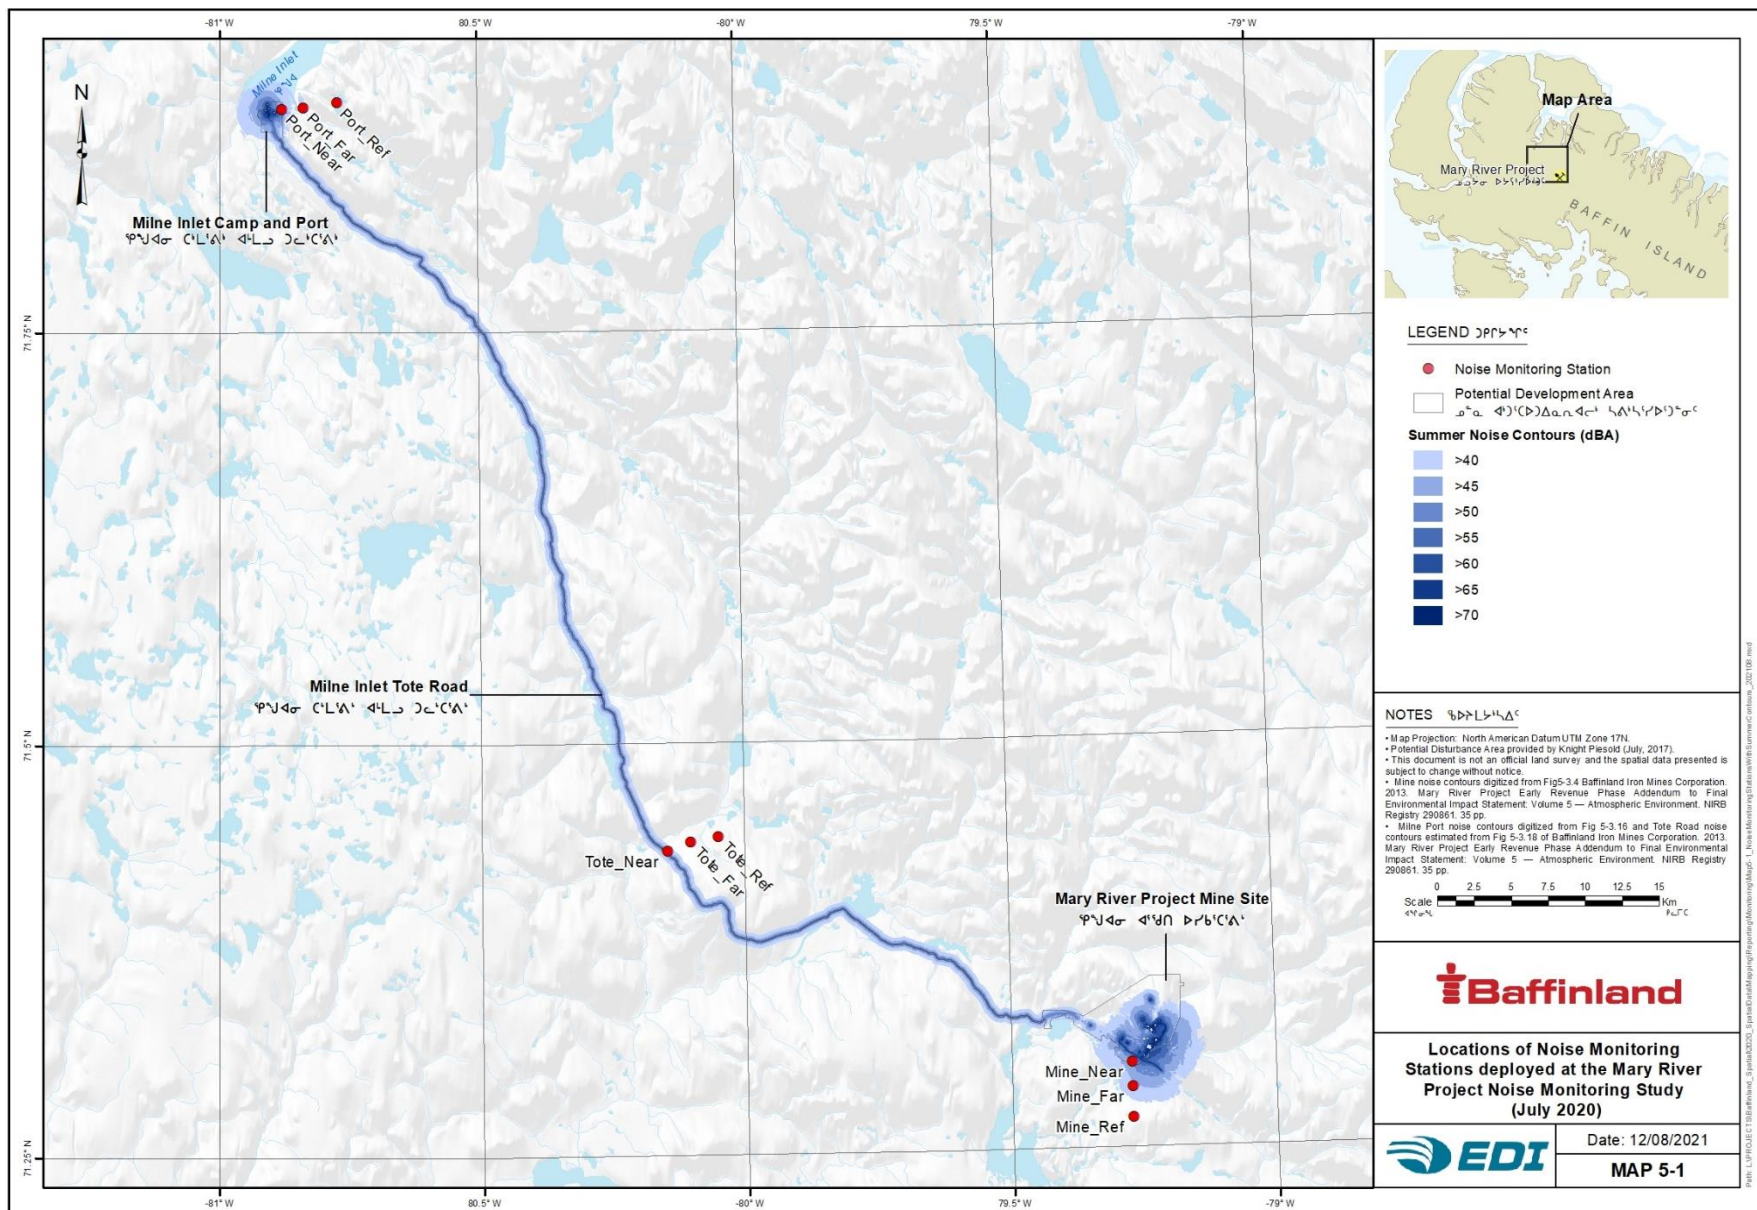 -81° W
80.5° W
-80° W
-79.5° W
-79° W
N
Milne Inlet
Port_Ref
Port_Far
Port_Near
Milne Inlet Camp and Port
71.75° N
Milne Inlet Tote Road
71.5° N
Tote_Near
Tote_Far
Tote_Ref
Mary River Project Mine Site
Mine_Near
Mine_Far
Mine_Ref
71.25° N
-81° W
80.5° W
-80° W
79.5° W
-79° W
Map Area
Mary River Project
BAFFIN ISLAND
LEGEND
Noise Monitoring Station
Potential Development Area
Summer Noise Contours (dBA)
>40
>45
>50
>55
>60
>65
>70
NOTES
• Map Projection: North American Datum UTM Zone 17N.
• Potential Disturbance Area provided by Knight Piesold (July, 2017).
• This document is not an official land survey and the spatial data presented is
subject to change without notice.
• Mine noise contours digitized from Fig5-3.4 Baffinland Iron Mines Corporation.
2013. Mary River Project Early Revenue Phase Addendum to Final
Environmental Impact Statement: Volume 5 — Atmospheric Environment. NIRB
Registry 290861. 35 pp.
• Milne Port noise contours digitized from Fig 5-3.16 and Tote Road noise
contours estimated from Fig 5-3.18 of Baffinland Iron Mines Corporation. 2013.
Mary River Project Early Revenue Phase Addendum to Final Environmental
Impact Statement: Volume 5 — Atmospheric Environment. NIRB Registry
290861. 35 pp.
0 2.5 5 7.5 10 12.5 15
Scale Km
Baffinland
Locations of Noise Monitoring
Stations deployed at the Mary River
Project Noise Monitoring Study
(July 2020)
EDI
Date: 12/08/2021
MAP 5-1